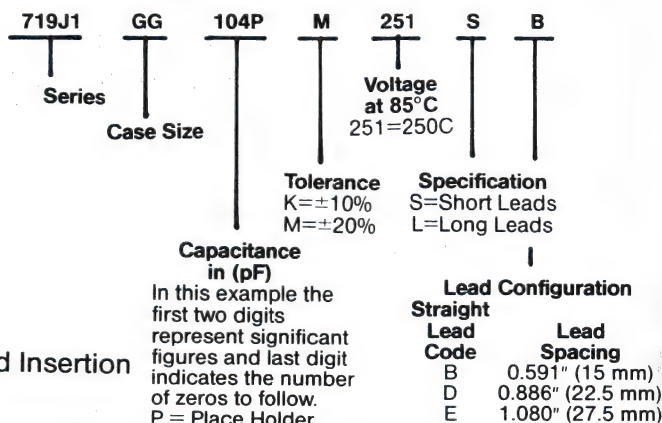 719J1 GG 104P M 251 S B
Series
Case Size
Voltage
at 85°C
251=250C
Tolerance
K=±10%
M=±20%
Specification
S=Short Leads
L=Long Leads
Capacitance
in (pF)
In this example the
first two digits
represent significant
figures and last digit
indicates the number
of zeros to follow.
P = Place Holder
d Insertion
Lead Configuration
Straight
Lead Lead
Code Spacing
B 0.591" (15 mm)
D 0.886" (22.5 mm)
E 1.080" (27.5 mm)